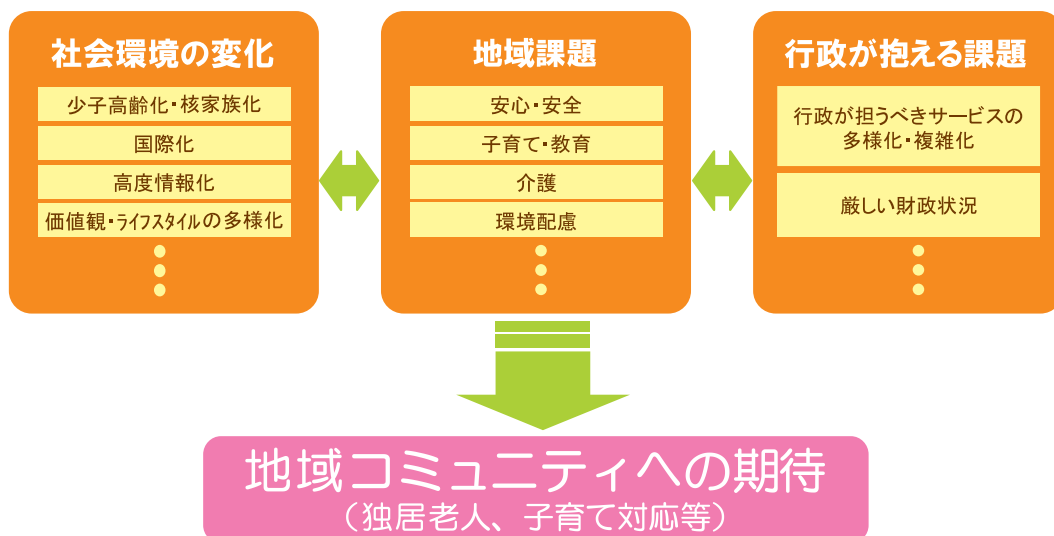 社会環境の変化
少子高齢化・核家族化
国際化
高度情報化
価値観・ライフスタイルの多様化
地域課題
安心・安全
子育て・教育
介護
環境配慮
行政が抱える課題
行政が担うべきサービスの
多様化・複雑化
厳しい財政状況
地域コミュニティへの期待
（独居老人、子育て対応等）